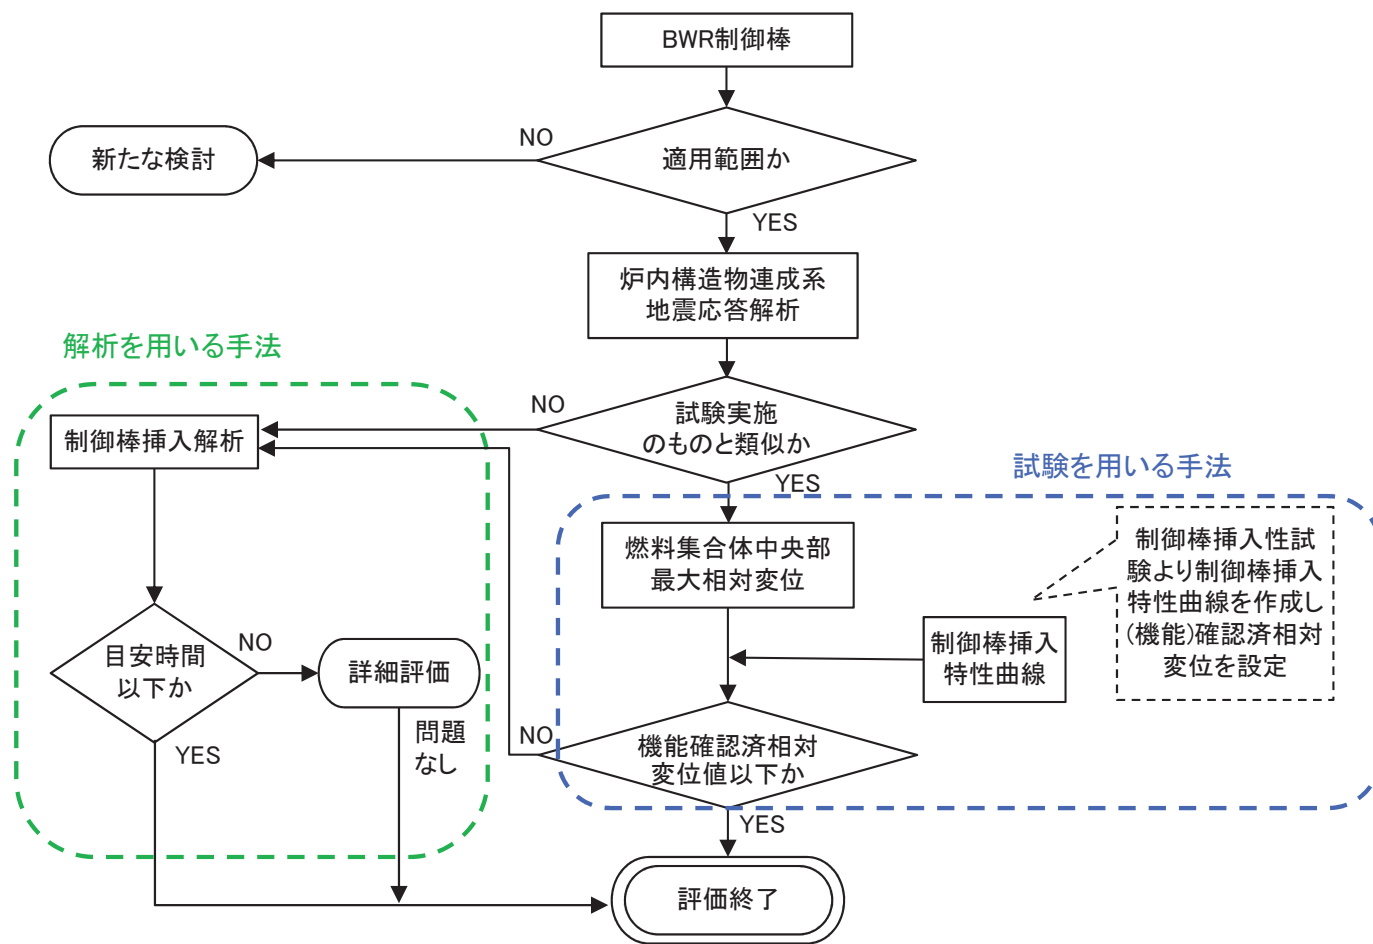 BWR制御棒
NO
適用範囲か
新たな検討
YES
炉内構造物連成系
地震応答解析
解析を用いる手法
NO
試験実施
のものと類似か
制御棒挿入解析
YES
試験を用いる手法
燃料集合体中央部
最大相対変位
制御棒挿入性試
験より制御棒挿入
特性曲線を作成し
(機能)確認済相対
変位を設定
制御棒挿入
特性曲線
目安時間
以下か
NO
詳細評価
YES
問題
なし
NO
機能確認済相対
変位値以下か
YES
評価終了